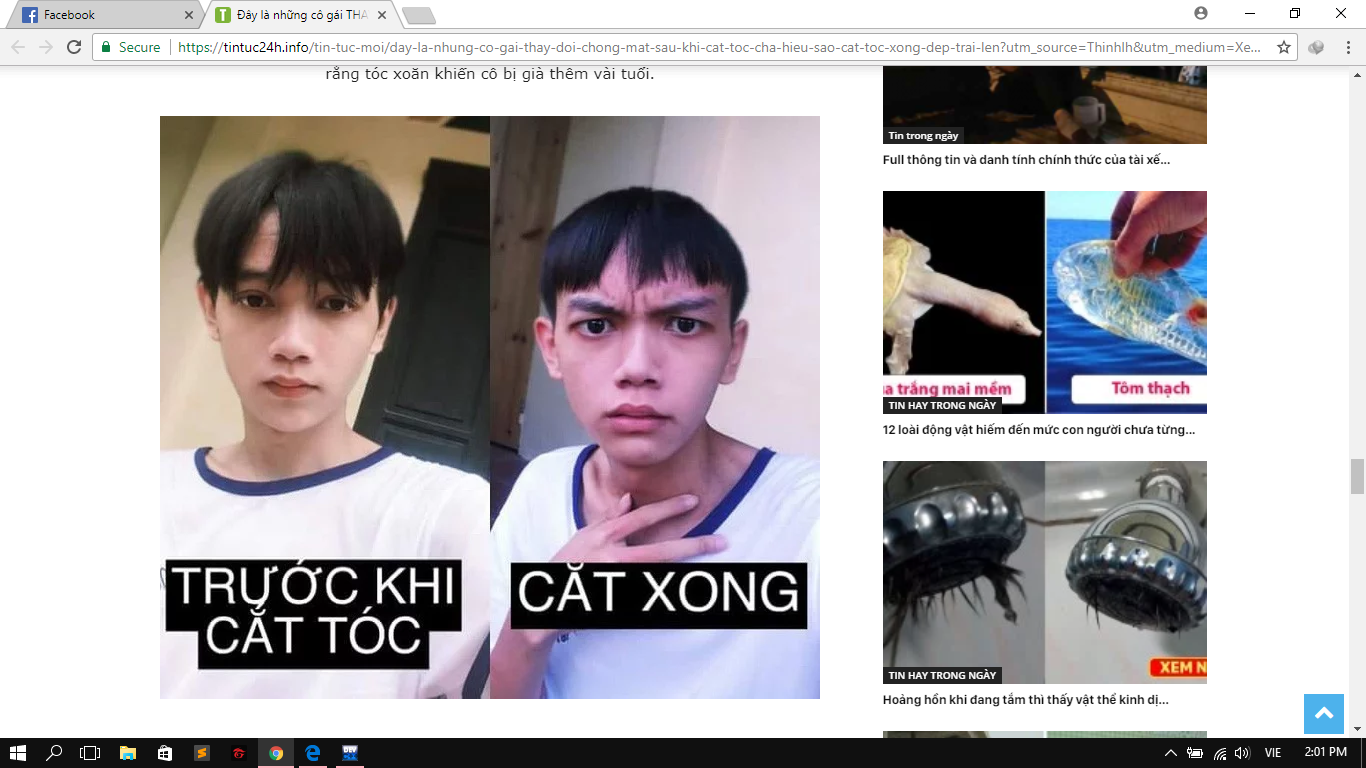 Facebook
Đây là những cô gái THA
Secure
https://tintuc24h.info/tin-tuc-moi/day-la-nhung-co-gai-thay-doi-chong-mat-sau-khi-cat-toc-cha-hieu-sao-cat-toc-xong-dep-trai-len?utm_source=Thinhlh&utm_medium=Xe...
rằng tóc xoăn khiến cô bị già thêm vài tuổi.
TRƯỚC KHI
CẮT TÓC
CẮT XONG
Tin trong ngày
Full thông tin và danh tính chính thức của tài xế...
ùa trắng mai mềm
Tôm thạch
TIN HAY TRONG NGÀY
12 loài động vật hiếm đến mức con người chưa từng...
XEM N
TIN HAY TRONG NGÀY
Hoảng hồn khi đang tắm thì thấy vật thể kinh dị...
DEV
VIE
2:01 PM